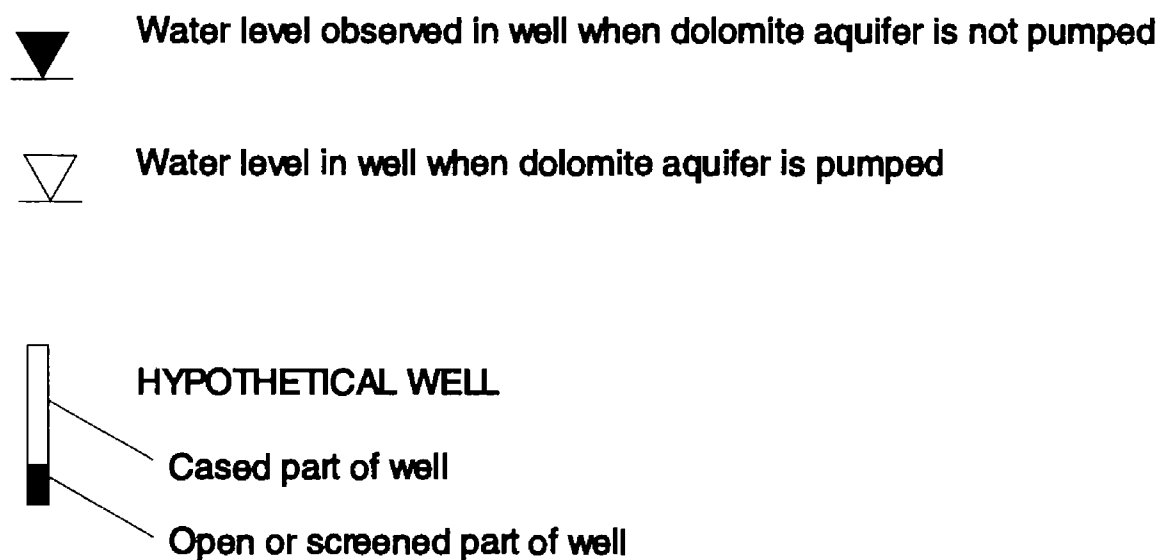 Water level observed in well when dolomite aquifer is not pumped
Water level in well when dolomite aquifer is pumped
HYPOTHETICAL WELL
Cased part of well
Open or screened part of well